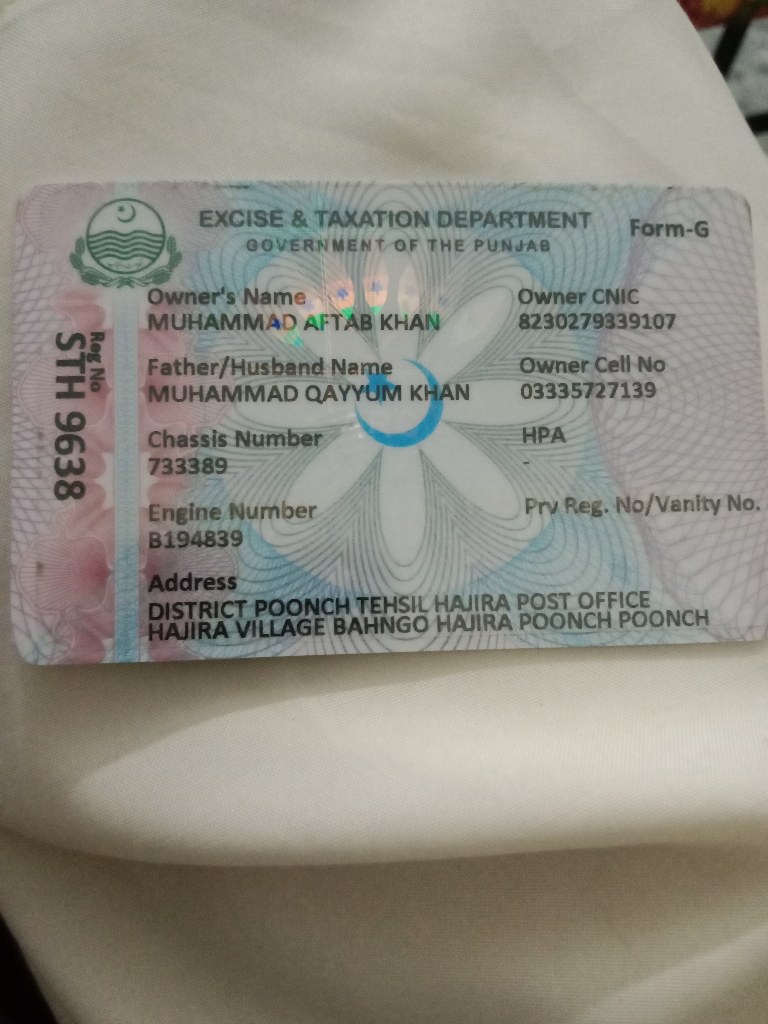 EXCISE & TAXATION DEPARTMENT
GOVERNMENT OF THE PUNJAB
Form-G
Reg No
STH 9638
Owner's Name
MUHAMMAD AFTAB KHAN
Owner CNIC
8230279339107
Father/Husband Name
MUHAMMAD QAYYUM KHAN
Owner Cell No
03335727139
Chassis Number
733389
HPA
-
Engine Number
B194839
Prv Reg. No/Vanity No.
Address
DISTRICT POONCH TEHSIL HAJIRA POST OFFICE
HAJIRA VILLAGE BAHNGO HAJIRA POONCH POONCH